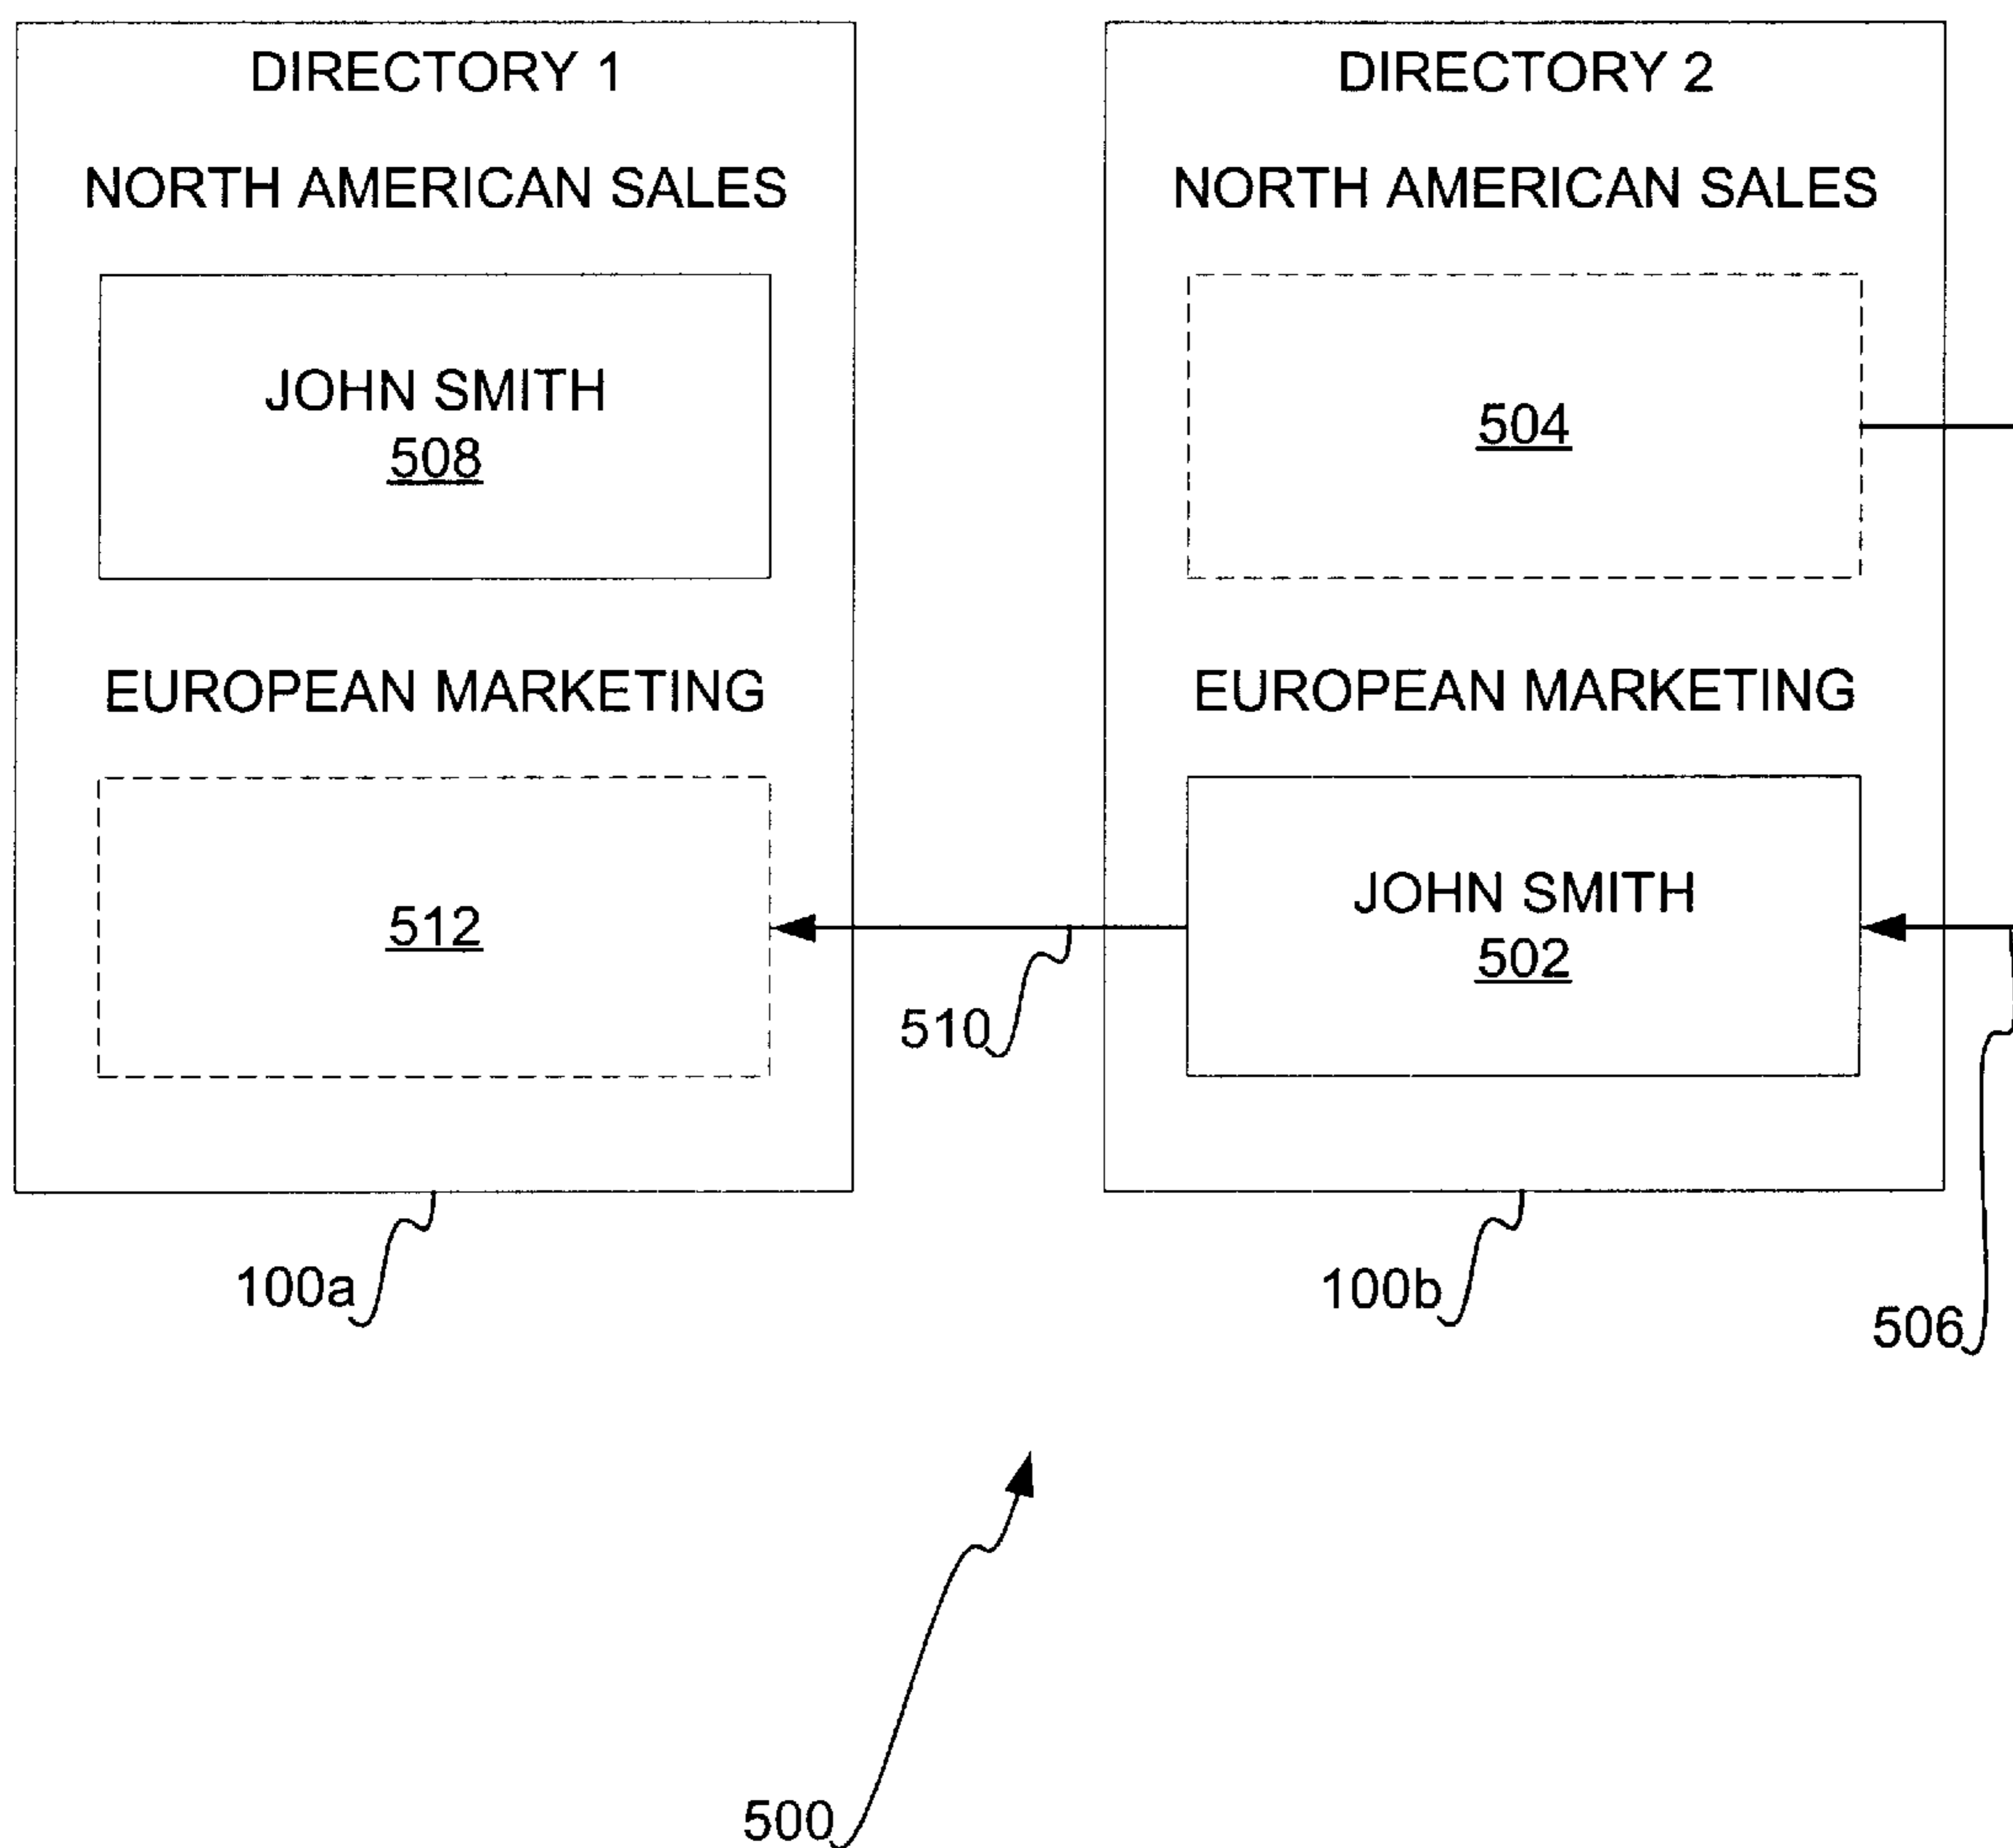 DIRECTORY 1
NORTH AMERICAN SALES
JOHN SMITH
508
EUROPEAN MARKETING
512
100a
DIRECTORY 2
NORTH AMERICAN SALES
504
EUROPEAN MARKETING
JOHN SMITH
502
510
100b
506
500